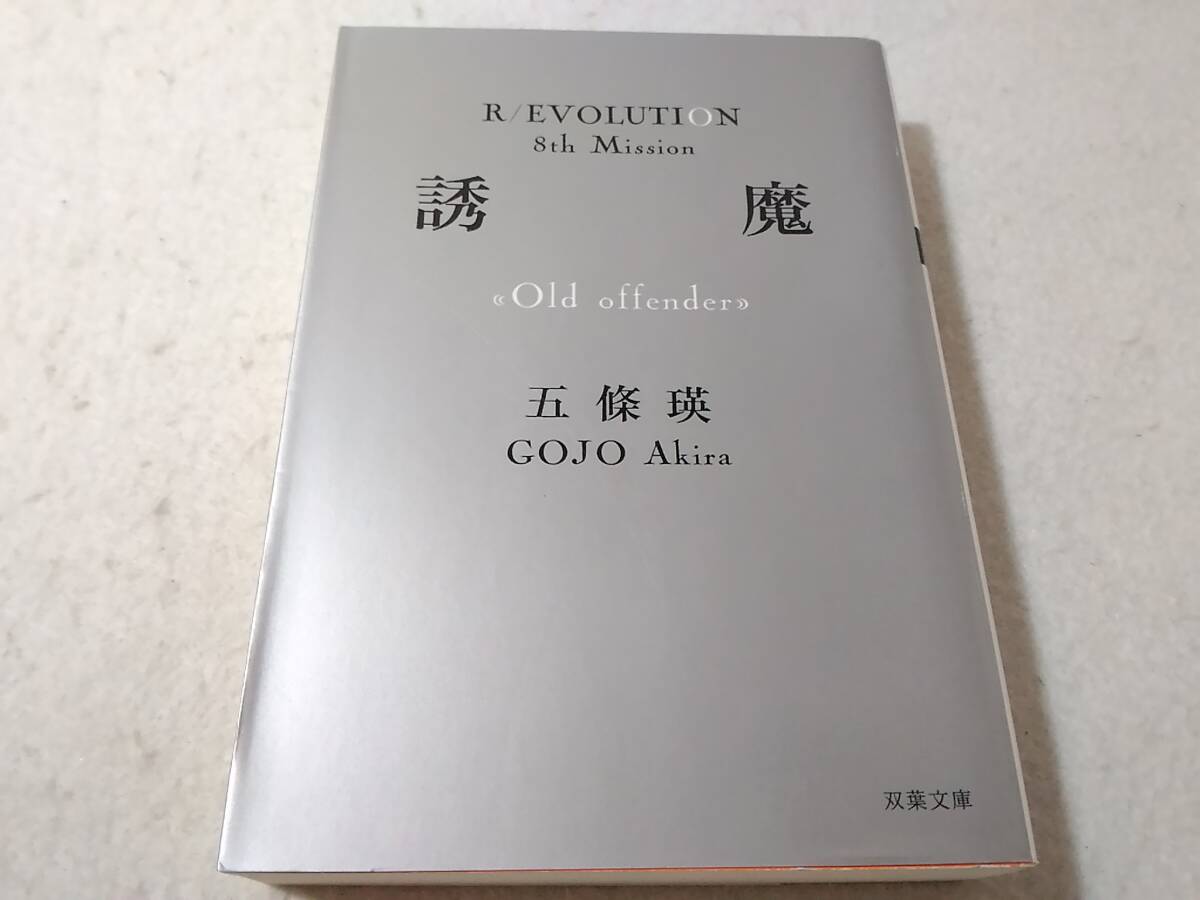 R/EVOLUTION
8th Mission
誘 魔
《Old offender》
五條瑛
GOJO Akira
双葉文庫